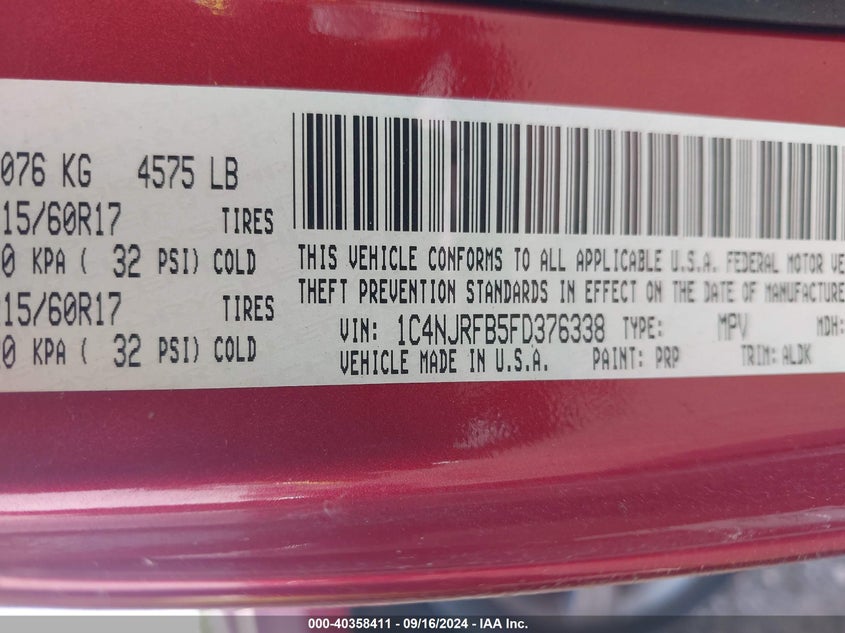 076 KG 4575 LB
15/60R17 TIRES
0 KPA ( 32 PSI) COLD
15/60R17 TIRES
0 KPA ( 32 PSI) COLD
THIS VEHICLE CONFORMS TO ALL APPLICABLE U.S.A. FEDERAL MOTOR VE
THEFT PREVENTION STANDARDS IN EFFECT ON THE DATE OF MANUFACTURE
VIN: 1C4NJRFB5FD376338 TYPE: MPV MDH:
VEHICLE MADE IN U.S.A. PAINT: PRP TRIM: ALDK
000-40358411 - 09/16/2024 - IAA Inc.